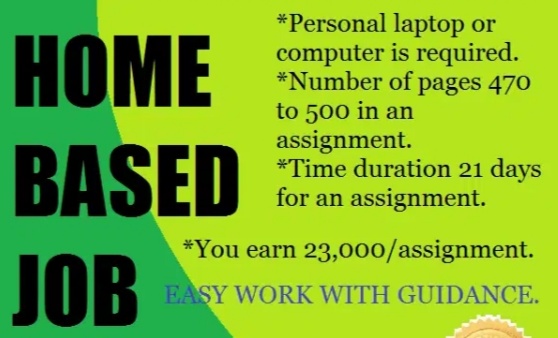 HOME
BASED
JOB
*Personal laptop or
computer is required.
*Number of pages 470
to 500 in an
assignment.
*Time duration 21 days
for an assignment.
*You earn 23,000/assignment.
EASY WORK WITH GUIDANCE.